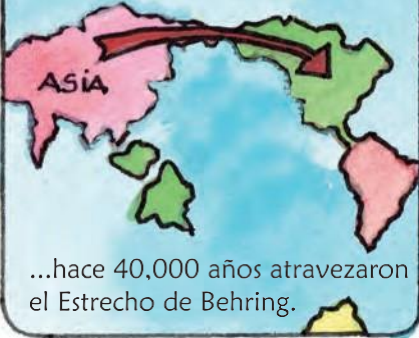 ASiA
...hace 40,000 años atravezaron
el Estrecho de Behring.